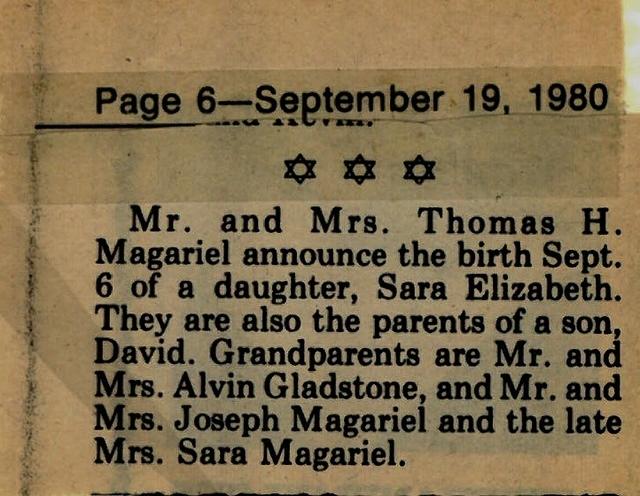 Page 6—September 19, 1980
Mr. and Mrs. Thomas H.
Magariel announce the birth Sept.
6 of a daughter, Sara Elizabeth.
They are also the parents of a son,
David. Grandparents are Mr. and
Mrs. Alvin Gladstone, and Mr. and
Mrs. Joseph Magariel and the late
Mrs. Sara Magariel.